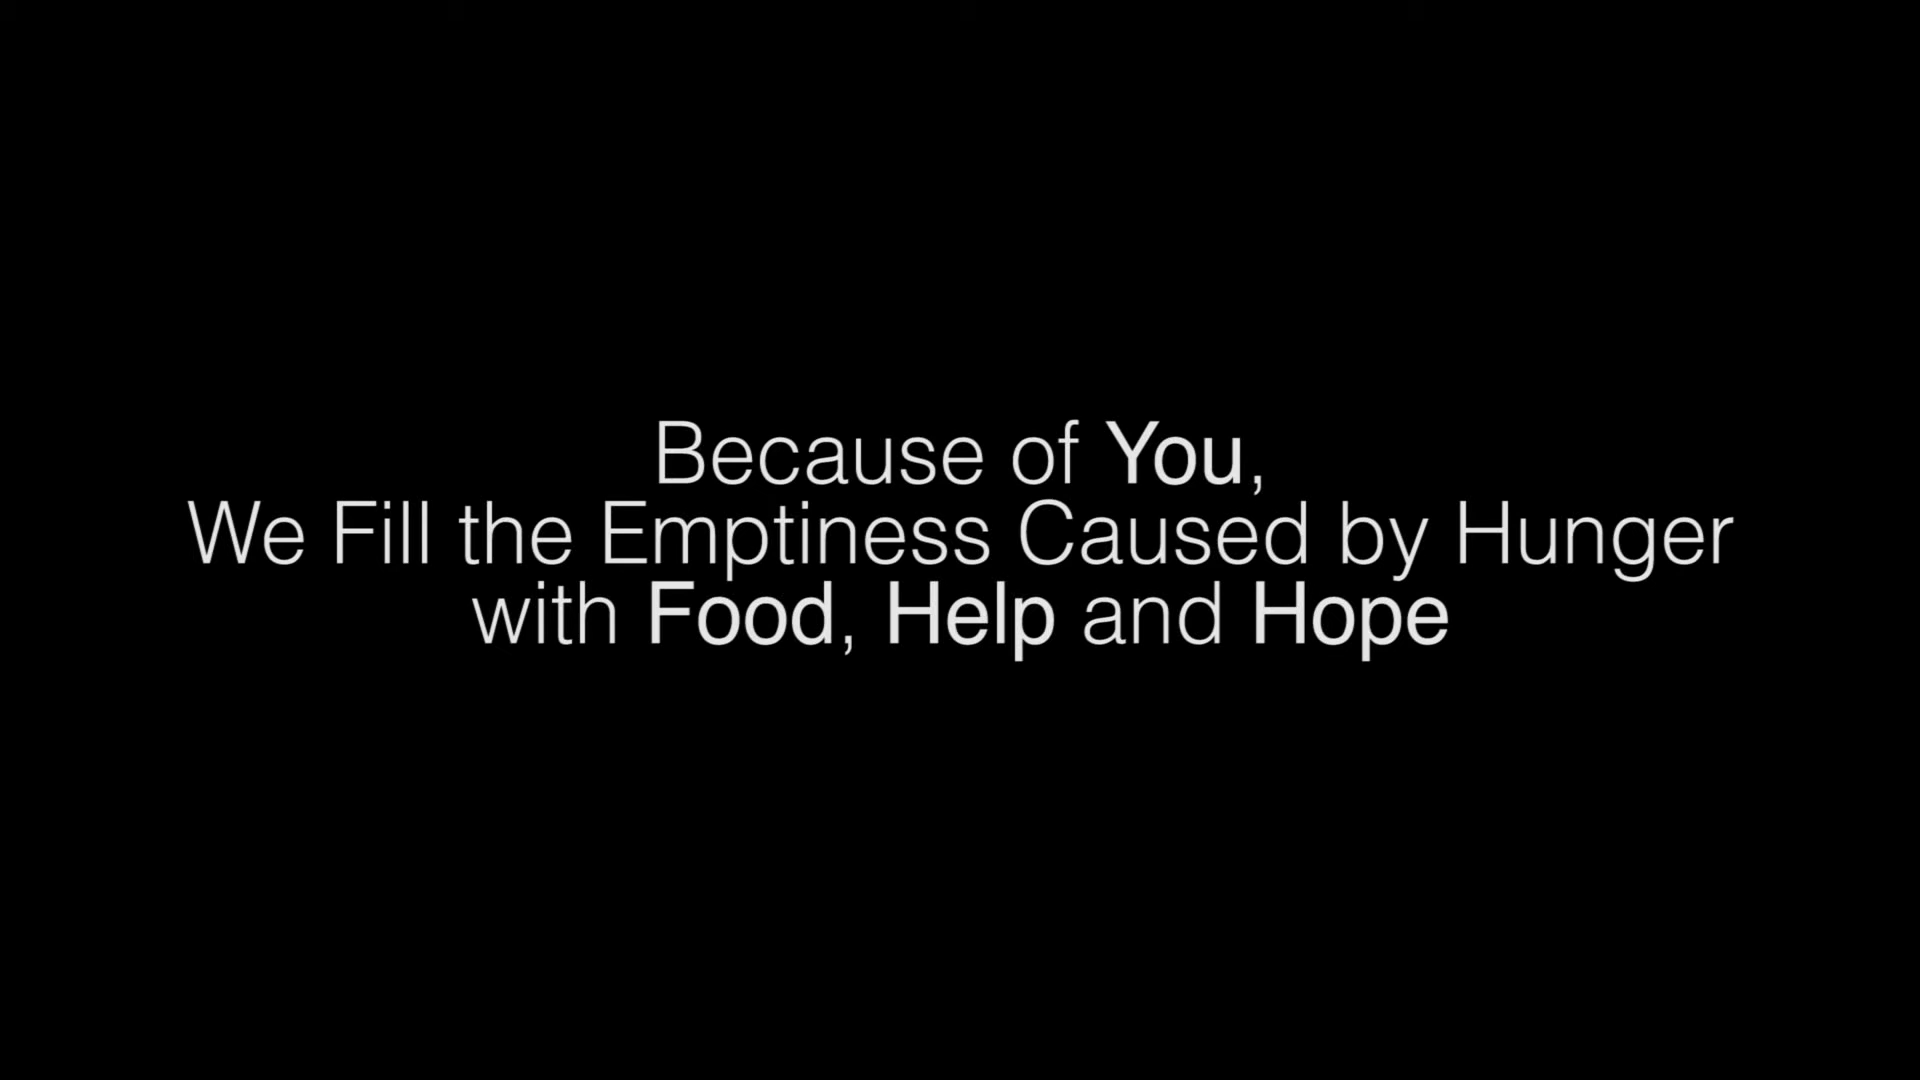 Because of You,
We Fill the Emptiness Caused by Hunger
with Food, Help and Hope